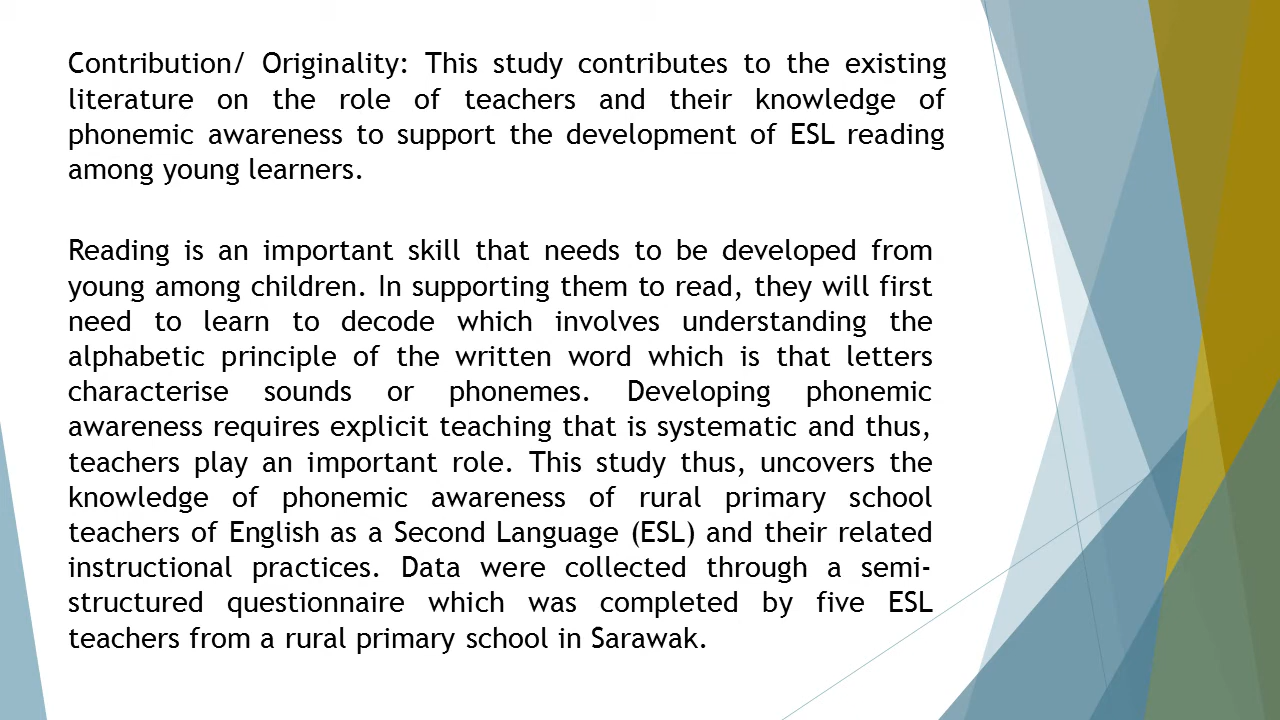 Contribution/ Originality: This study contributes to the existing
literature on the role of teachers and their knowledge of
phonemic awareness to support the development of ESL reading
among young learners.
Reading is an important skill that needs to be developed from
young among children. In supporting them to read, they will first
need to learn to decode which involves understanding the
alphabetic principle of the written word which is that letters
characterise sounds or phonemes. Developing phonemic
awareness requires explicit teaching that is systematic and thus,
teachers play an important role. This study thus, uncovers the
knowledge of phonemic awareness of rural primary school
teachers of English as a Second Language (ESL) and their related
instructional practices. Data were collected through a semi-
structured questionnaire which was completed by five ESL
teachers from a rural primary school in Sarawak.